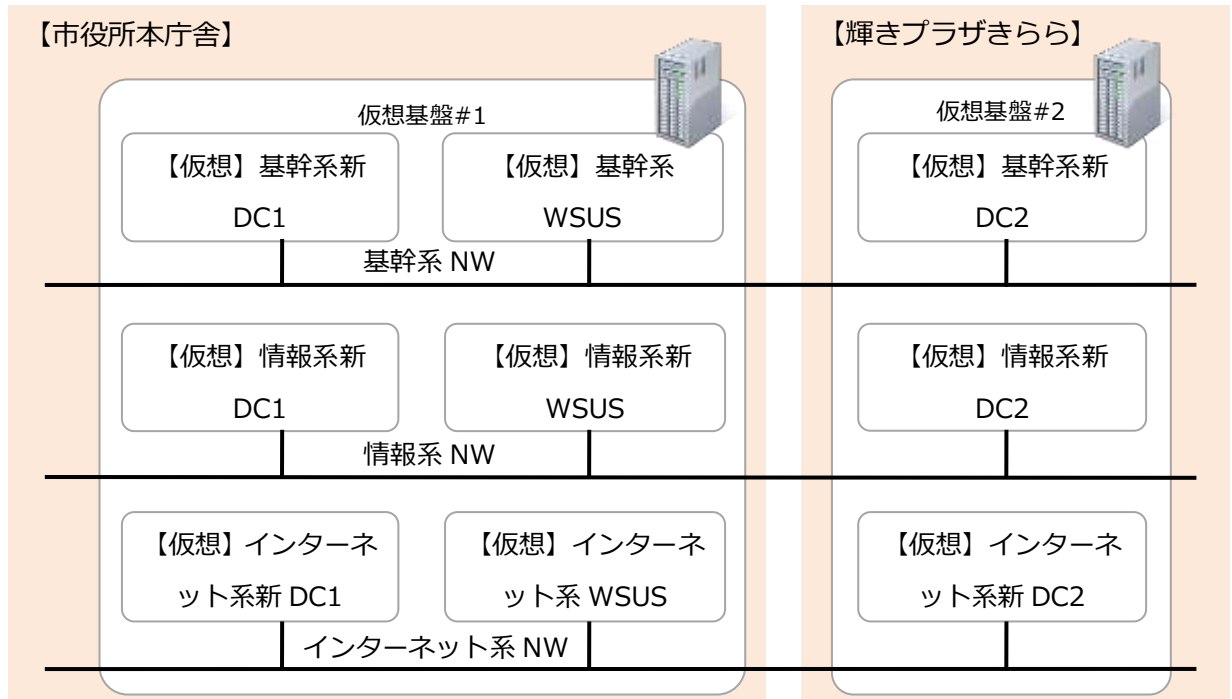 【市役所本庁舎】
【輝きプラザきらら】
仮想基盤#1
仮想基盤#2
【仮想】基幹系新
DC1
【仮想】基幹系
WSUS
【仮想】基幹系新
DC2
基幹系 NW
【仮想】情報系新
DC1
【仮想】情報系新
WSUS
【仮想】情報系新
DC2
情報系 NW
【仮想】インターネ
ット系新 DC1
【仮想】インターネ
ット系 WSUS
【仮想】インターネ
ット系新 DC2
インターネット系 NW